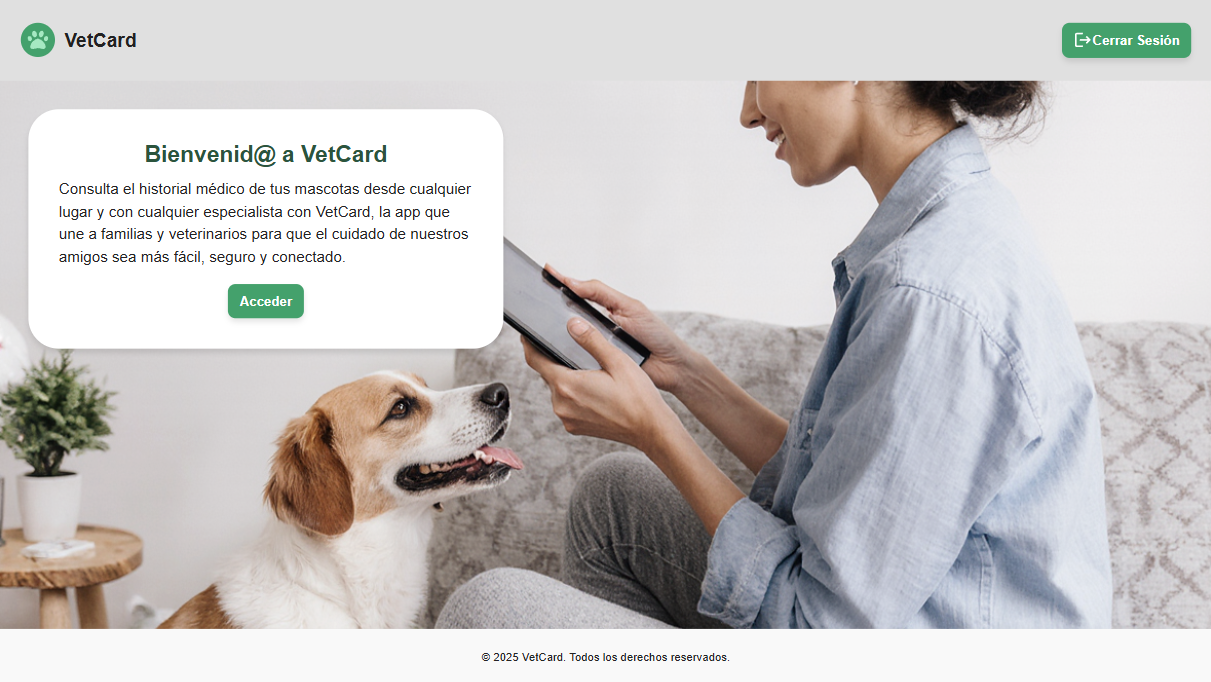 VetCard
Cerrar Sesión
Bienvenid@ a VetCard
Consulta el historial médico de tus mascotas desde cualquier
lugar y con cualquier especialista con VetCard, la app que
une a familias y veterinarios para que el cuidado de nuestros
amigos sea más fácil, seguro y conectado.
Acceder
© 2025 VetCard. Todos los derechos reservados.